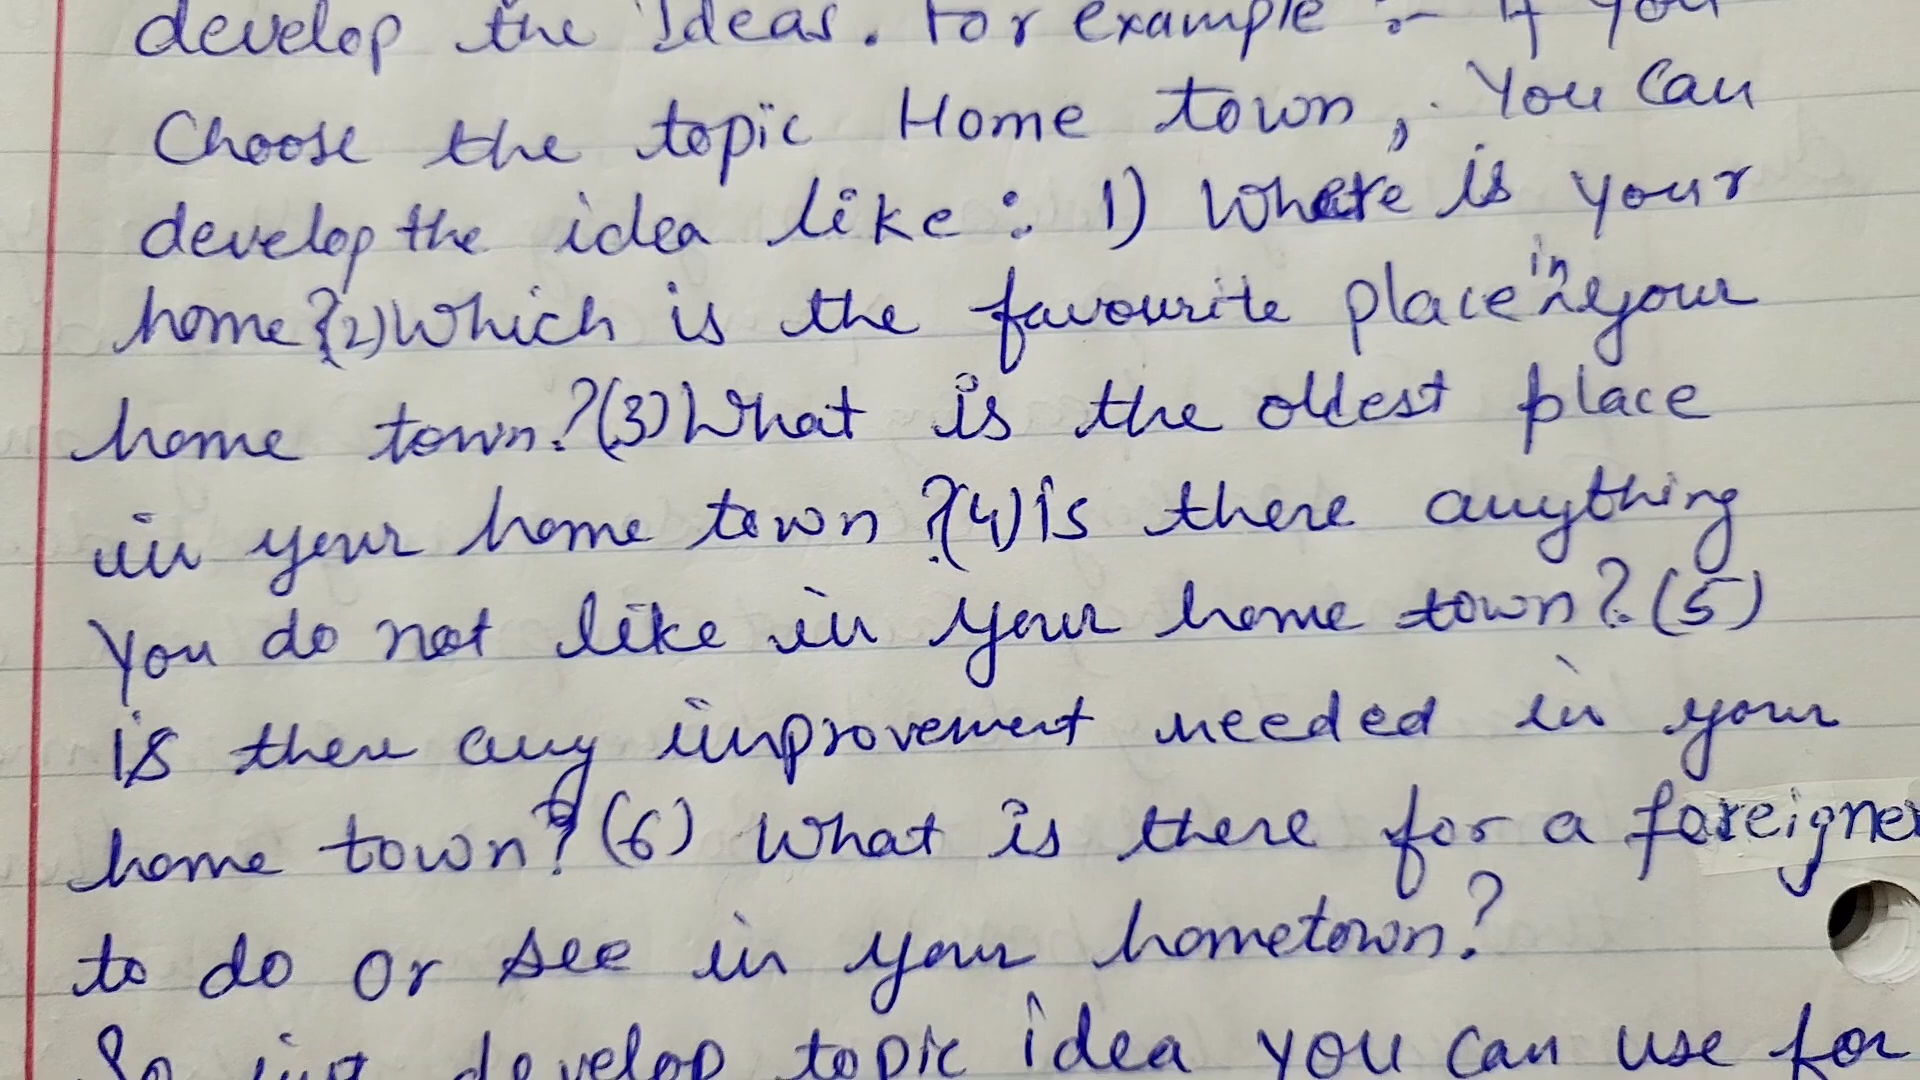 develop the Ideas. For example :- If you
Choose the topic Home town, You Can
develop the idea like : 1) Where is your
home? (2) Which is the favourite place in your
home town? (3) What is the oldest place
in your home town? (4) is there anything
You do not like in your home town? (5)
is there any improvement needed in your
home town? (6) What is there for a foreigner
to do or see in your hometown?
So just develop topic idea you can use for